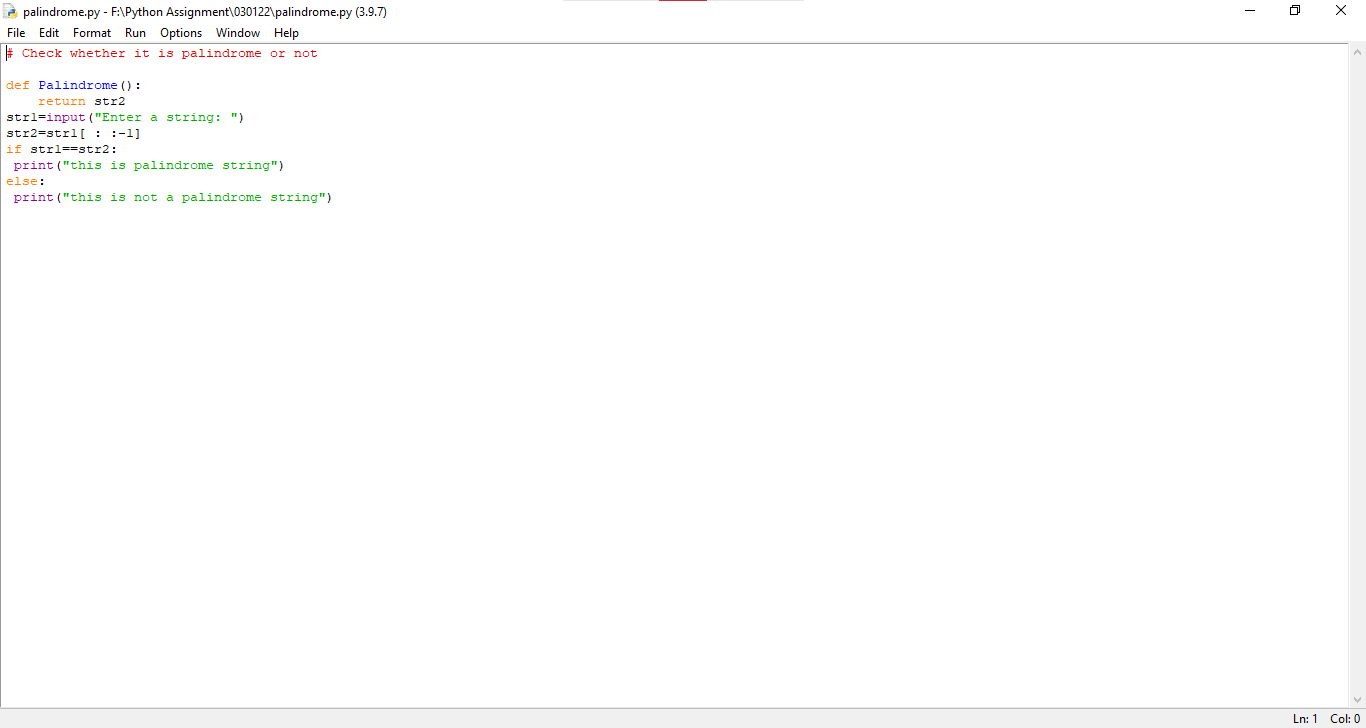 palindrome.py - F:\Python Assignment\030122\palindrome.py (3.9.7)
File Edit Format Run Options Window Help
# Check whether it is palindrome or not
def Palindrome():
    return str2
str1=input("Enter a string: ")
str2=str1[ : :-1]
if str1==str2:
 print("this is palindrome string")
else:
 print("this is not a palindrome string")
Ln: 1 Col: 0